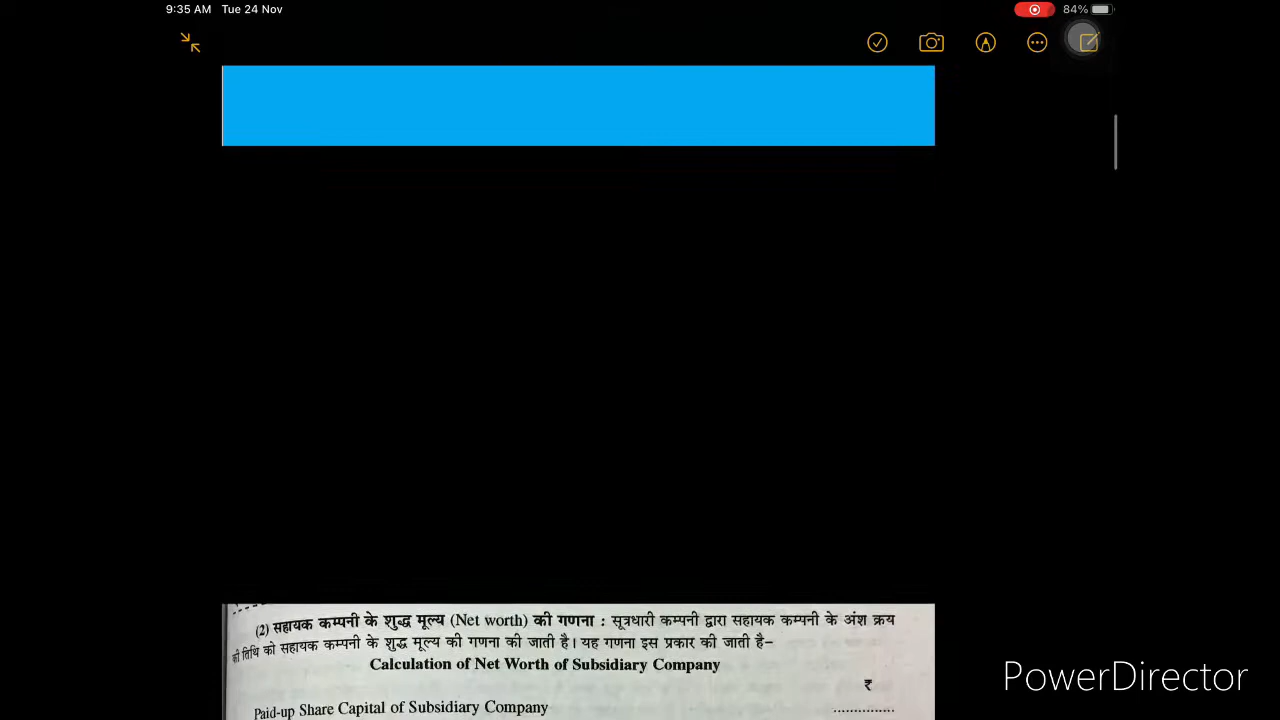 9:35 AM Tue 24 Nov 84%
(2) सहायक कम्पनी के शुद्ध मूल्य (Net worth) की गणना : सूत्रधारी कम्पनी द्वारा सहायक कम्पनी के अंश क्रय
की तिथि को सहायक कम्पनी के शुद्ध मूल्य की गणना की जाती है। यह गणना इस प्रकार की जाती है–
Calculation of Net Worth of Subsidiary Company
₹
Paid-up Share Capital of Subsidiary Company ...............
PowerDirector